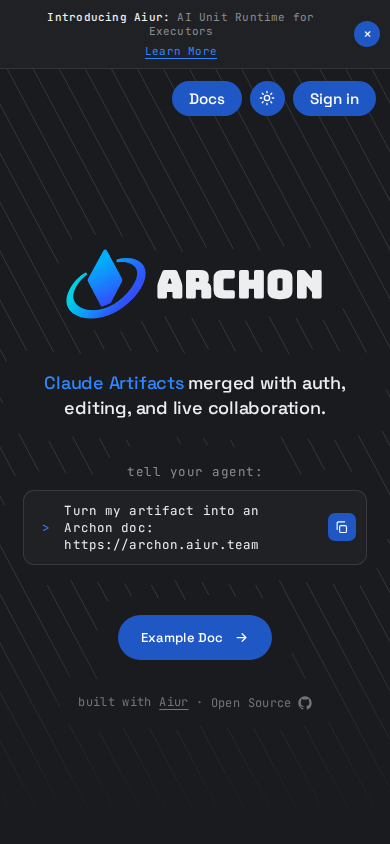 Introducing Aiur: AI Unit Runtime for
Executors
Learn More
×
Docs
Sign in
ARCHON
Claude Artifacts merged with auth,
editing, and live collaboration.
tell your agent:
> Turn my artifact into an
Archon doc:
https://archon.aiur.team
Example Doc →
built with Aiur · Open Source